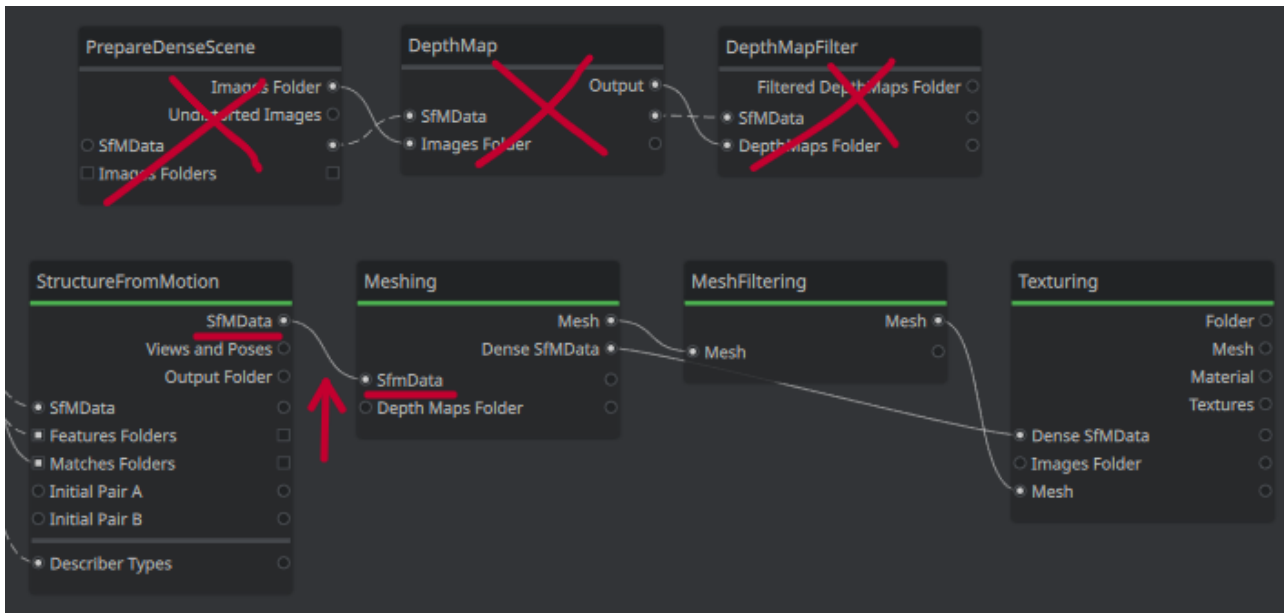 PrepareDenseScene
Images Folder
Undistorted Images
SfMData
Images Folders
DepthMap
Output
SfMData
Images Folder
DepthMapFilter
Filtered DepthMaps Folder
SfMData
DepthMaps Folder
StructureFromMotion
SfMData
Views and Poses
Output Folder
SfMData
Features Folders
Matches Folders
Initial Pair A
Initial Pair B
Describer Types
Meshing
Mesh
Dense SfMData
SfmData
Depth Maps Folder
MeshFiltering
Mesh
Mesh
Texturing
Folder
Mesh
Material
Textures
Dense SfMData
Images Folder
Mesh